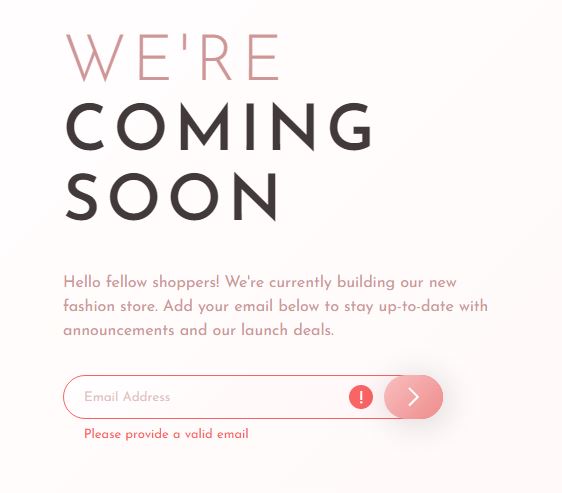 WE'RE
COMING
SOON
Hello fellow shoppers! We're currently building our new
fashion store. Add your email below to stay up-to-date with
announcements and our launch deals.
Email Address
Please provide a valid email